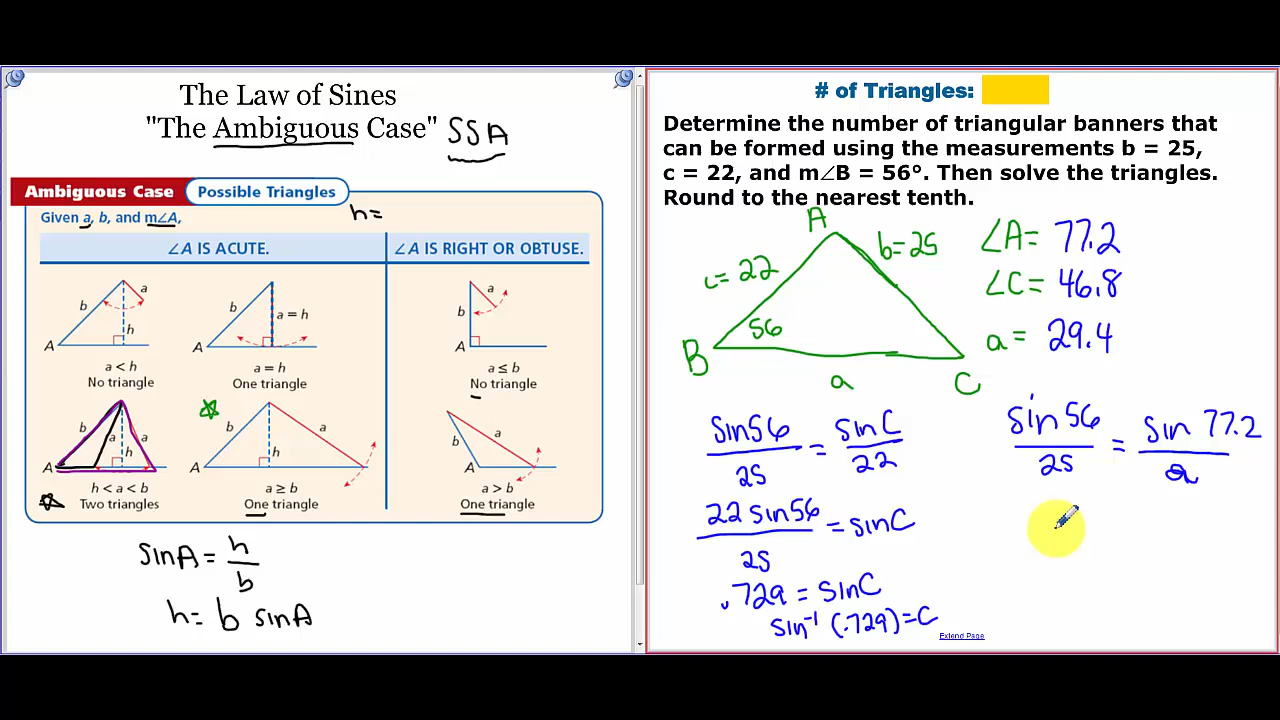 The Law of Sines
"The Ambiguous Case" SSA
Ambiguous Case Possible Triangles
Given a, b, and m∠A,
h=
∠A IS ACUTE. ∠A IS RIGHT OR OBTUSE.
b a h A
a < h
No triangle
b a = h A
a = h
One triangle
b a A
a ≤ b
No triangle
b a a h A
h < a < b
Two triangles
b a h A
a ≥ b
One triangle
b a A
a > b
One triangle
sinA = h/b
h = b sinA
# of Triangles:
Determine the number of triangular banners that
can be formed using the measurements b = 25,
c = 22, and m∠B = 56°. Then solve the triangles.
Round to the nearest tenth.
A
c = 22 b=25
56
B a C
∠A = 77.2
∠C = 46.8
a = 29.4
sin56/25 = sinC/22
22 sin56/25 = sinC
.729 = sinC
sin⁻¹ (.729) = C
sin 56/25 = sin 77.2/a
Extend Page